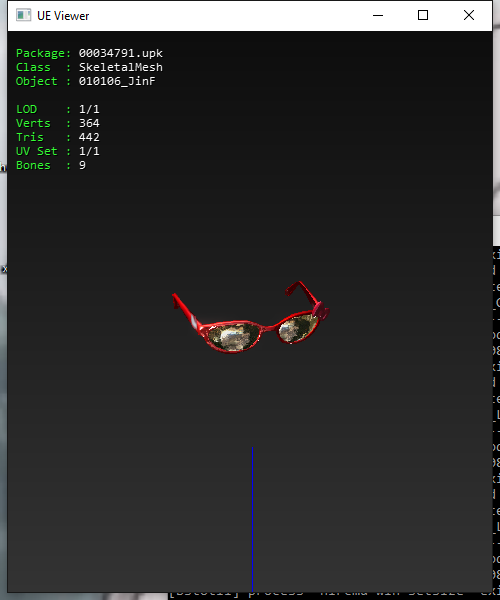 UE Viewer
Package: 00034791.upk
Class : SkeletalMesh
Object : 010106_JinF
LOD : 1/1
Verts : 364
Tris : 442
UV Set : 1/1
Bones : 9